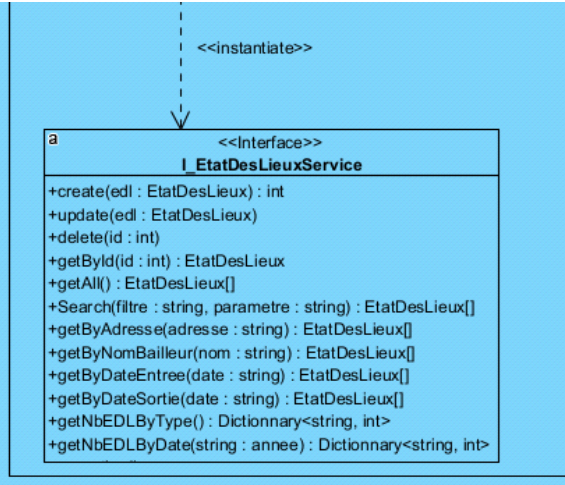 <<instantiate>>
a
<<Interface>>
I_EtatDesLieuxService
+create(edl : EtatDesLieux) : int
+update(edl : EtatDesLieux)
+delete(id : int)
+getById(id : int) : EtatDesLieux
+getAll() : EtatDesLieux[]
+Search(filtre : string, parametre : string) : EtatDesLieux[]
+getByAdresse(adresse : string) : EtatDesLieux[]
+getByNomBailleur(nom : string) : EtatDesLieux[]
+getByDateEntree(date : string) : EtatDesLieux[]
+getByDateSortie(date : string) : EtatDesLieux[]
+getNbEDLByType() : Dictionnary<string, int>
+getNbEDLByDate(string : annee) : Dictionnary<string, int>